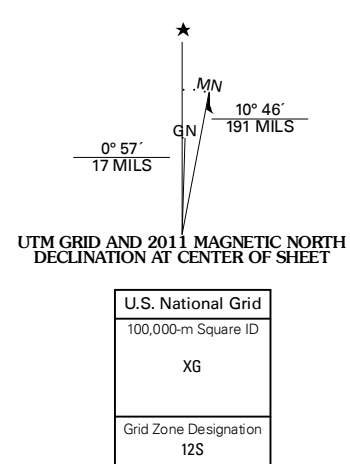 ★
MN
10° 46´
191 MILS
GN
0° 57´
17 MILS
UTM GRID AND 2011 MAGNETIC NORTH
DECLINATION AT CENTER OF SHEET
U.S. National Grid
100,000-m Square ID
XG
Grid Zone Designation
12S